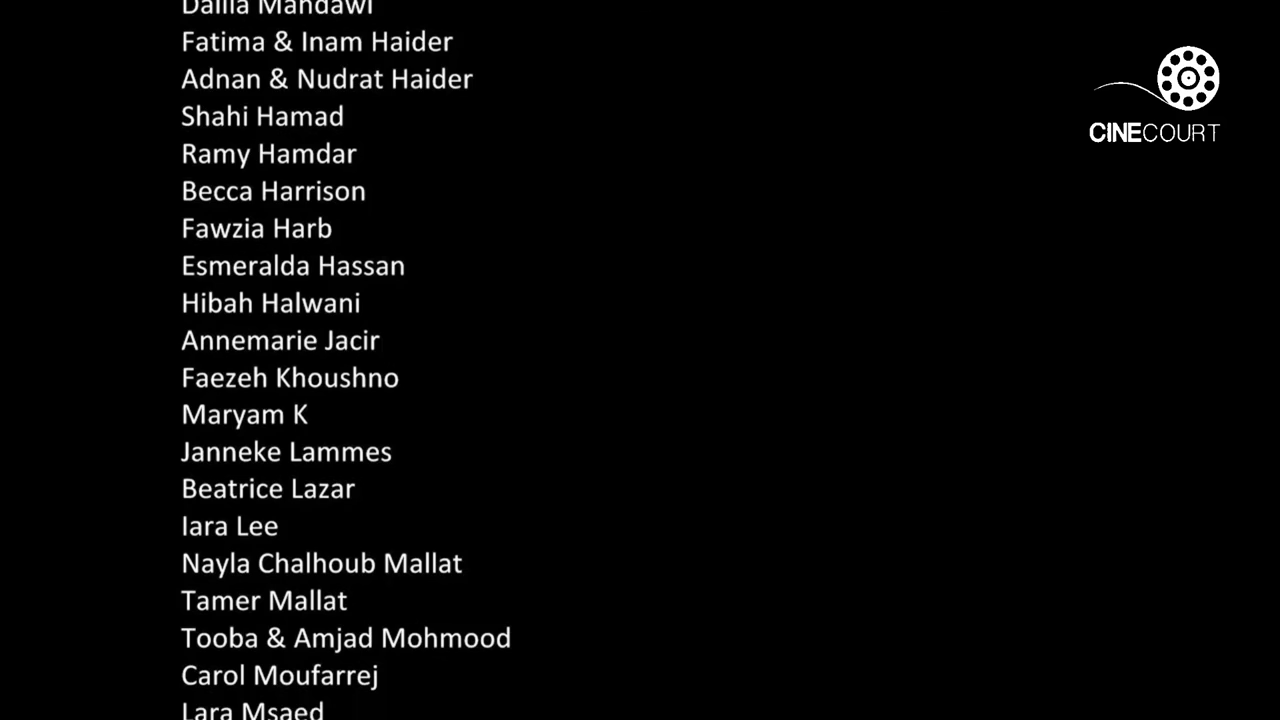 Dalila Mahdawi
Fatima & Inam Haider
Adnan & Nudrat Haider
Shahi Hamad
Ramy Hamdar
Becca Harrison
Fawzia Harb
Esmeralda Hassan
Hibah Halwani
Annemarie Jacir
Faezeh Khoushno
Maryam K
Janneke Lammes
Beatrice Lazar
Iara Lee
Nayla Chalhoub Mallat
Tamer Mallat
Tooba & Amjad Mohmood
Carol Moufarrej
Lara Msaed
CINECOURT